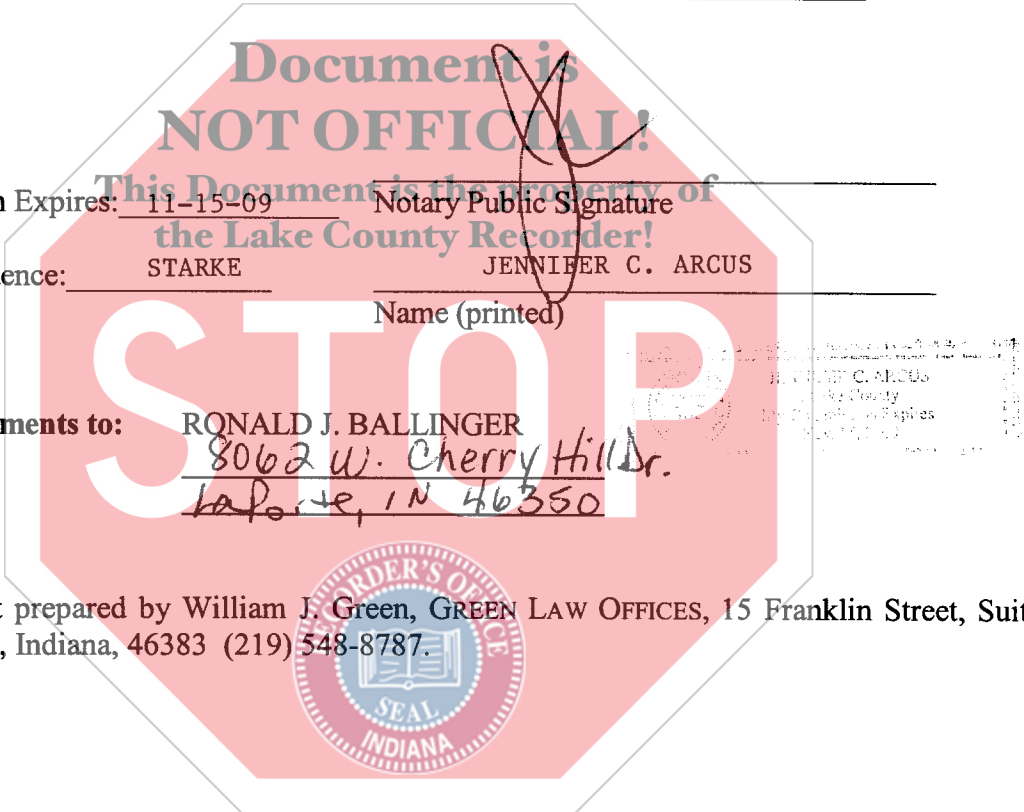 Document is
NOT OFFICIAL!
This Document is the property of
the Lake County Recorder!
n Expires: 11-15-09 Notary Public Signature
ence: STARKE JENNIFER C. ARCUS
Name (printed)
C. ARCUS
County
Expires
STOP
ments to: RONALD J. BALLINGER
8062 W. Cherry Hill Dr.
LaPorte, IN 46350
t prepared by William J. Green, GREEN LAW OFFICES, 15 Franklin Street, Suit
, Indiana, 46383 (219) 548-8787.
RECORDER'S OFFICE
SEAL
INDIANA